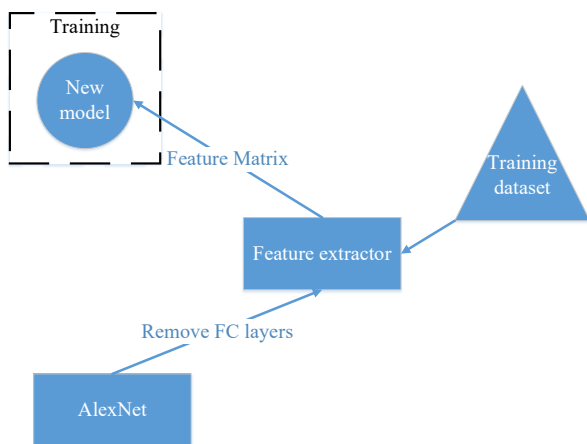 Training
New
model
Feature Matrix
Training
dataset
Feature extractor
Remove FC layers
AlexNet